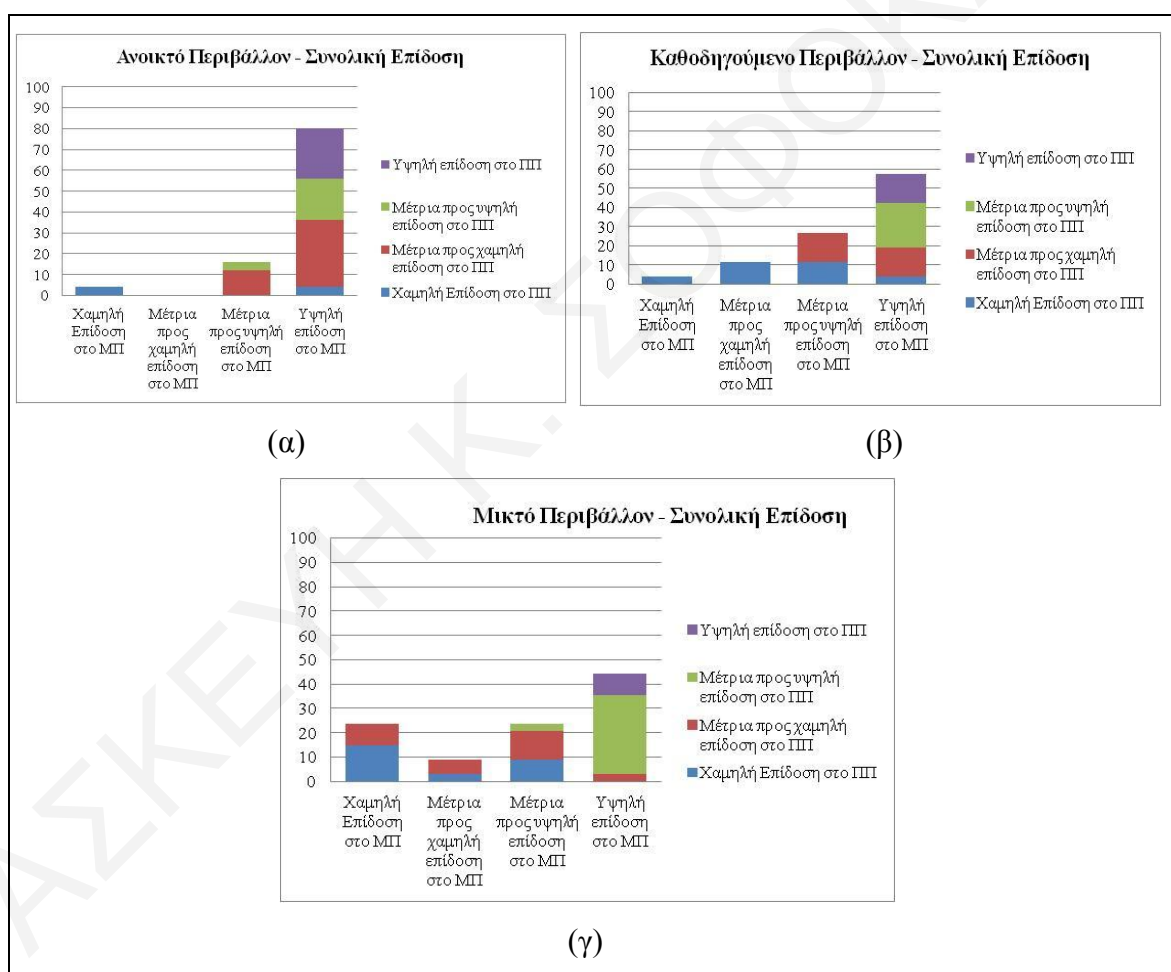 Ανοικτό Περιβάλλον - Συνολική Επίδοση
100
90
80
70
60
50
40
30
20
10
0
Χαμηλή
Επίδοση
στο ΜΠ
Μέτρια
προς
χαμηλή
επίδοση
στο ΜΠ
Μέτρια
προς υψηλή
επίδοση
στο ΜΠ
Υψηλή
επίδοση
στο ΜΠ
Υψηλή επίδοση στο ΠΠ
Μέτρια προς υψηλή
επίδοση στο ΠΠ
Μέτρια προς χαμηλή
επίδοση στο ΠΠ
Χαμηλή Επίδοση στο ΠΠ
(α)
Καθοδηγούμενο Περιβάλλον - Συνολική Επίδοση
100
90
80
70
60
50
40
30
20
10
0
Χαμηλή
Επίδοση
στο ΜΠ
Μέτρια
προς
χαμηλή
επίδοση
στο ΜΠ
Μέτρια
προς υψηλή
επίδοση
στο ΜΠ
Υψηλή
επίδοση
στο ΜΠ
Υψηλή επίδοση στο ΠΠ
Μέτρια προς υψηλή
επίδοση στο ΠΠ
Μέτρια προς χαμηλή
επίδοση στο ΠΠ
Χαμηλή Επίδοση στο ΠΠ
(β)
Μικτό Περιβάλλον - Συνολική Επίδοση
100
90
80
70
60
50
40
30
20
10
0
Χαμηλή
Επίδοση
στο ΜΠ
Μέτρια
προς
χαμηλή
επίδοση
στο ΜΠ
Μέτρια
προς υψηλή
επίδοση
στο ΜΠ
Υψηλή
επίδοση
στο ΜΠ
Υψηλή επίδοση στο ΠΠ
Μέτρια προς υψηλή
επίδοση στο ΠΠ
Μέτρια προς χαμηλή
επίδοση στο ΠΠ
Χαμηλή Επίδοση στο ΠΠ
(γ)
ΑΣΚΕΥΗ Κ. ΣΟΦΟΚ